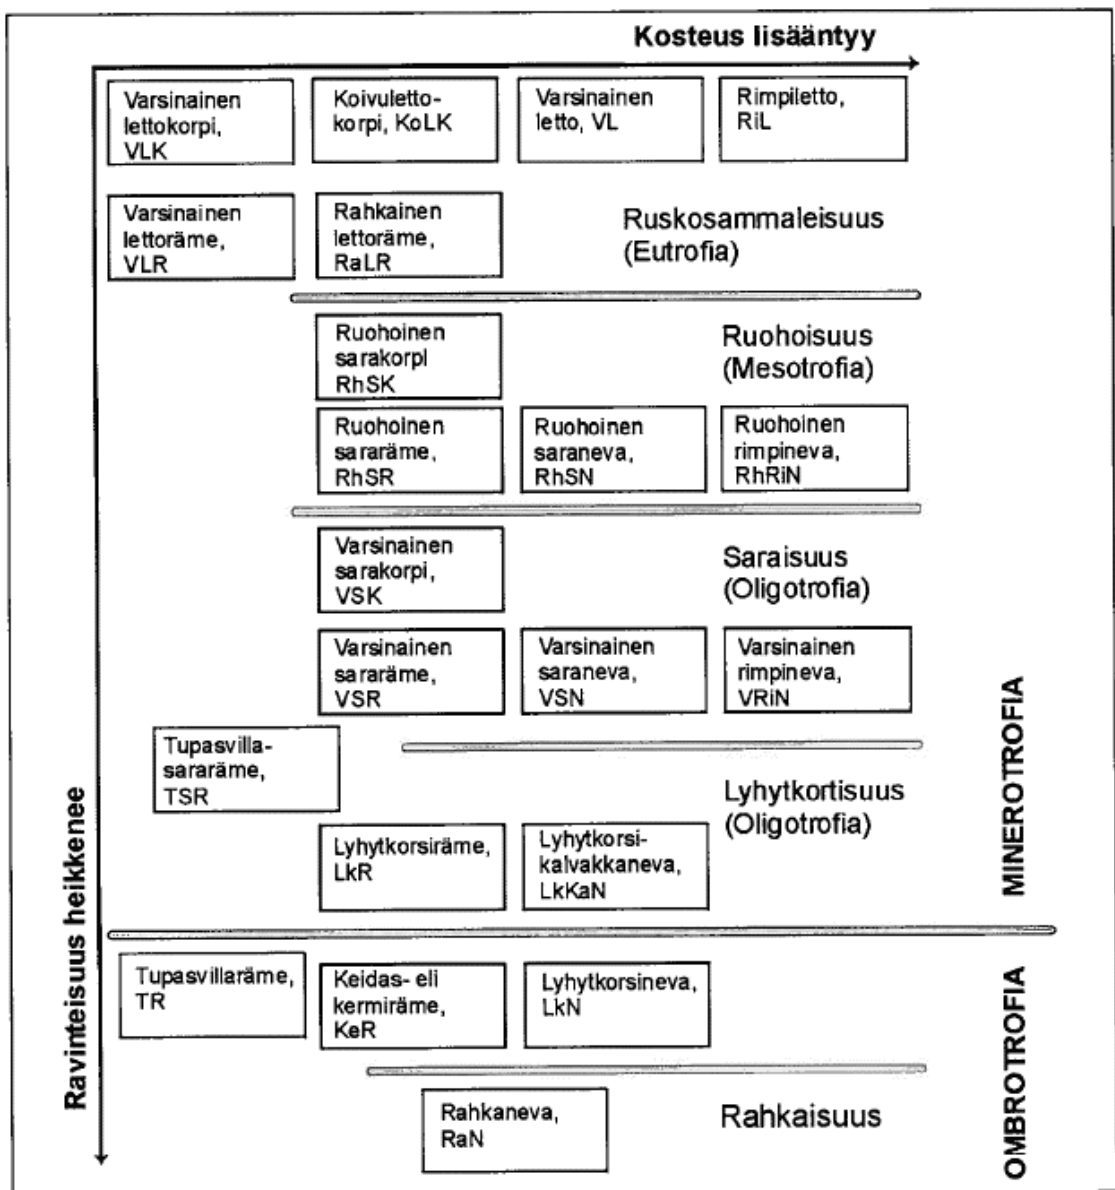 Kosteus lisääntyy
Varsinainen
lettokorpi,
VLK
Koivuletto-
korpi, KoLK
Varsinainen
letto, VL
Rimpiletto,
RiL
Varsinainen
lettoräme,
VLR
Rahkainen
lettoräme,
RaLR
Ruskosammaleisuus
(Eutrofia)
Ruohoinen
sarakorpi
RhSK
Ruohoisuus
(Mesotrofia)
Ruohoinen
sararäme,
RhSR
Ruohoinen
saraneva,
RhSN
Ruohoinen
rimpineva,
RhRiN
Varsinainen
sarakorpi,
VSK
Saraisuus
(Oligotrofia)
Varsinainen
sararäme,
VSR
Varsinainen
saraneva,
VSN
Varsinainen
rimpineva,
VRiN
Tupasvilla-
sararäme,
TSR
Lyhytkortisuus
(Oligotrofia)
Lyhytkorsiräme,
LkR
Lyhytkorsi-
kalvakkaneva,
LkKaN
MINEROTROFIA
Ravinteisuus heikkenee
Tupasvillaräme,
TR
Keidas- eli
kermiräme,
KeR
Lyhytkorsineva,
LkN
Rahkaneva,
RaN
Rahkaisuus
OMBROTROFIA